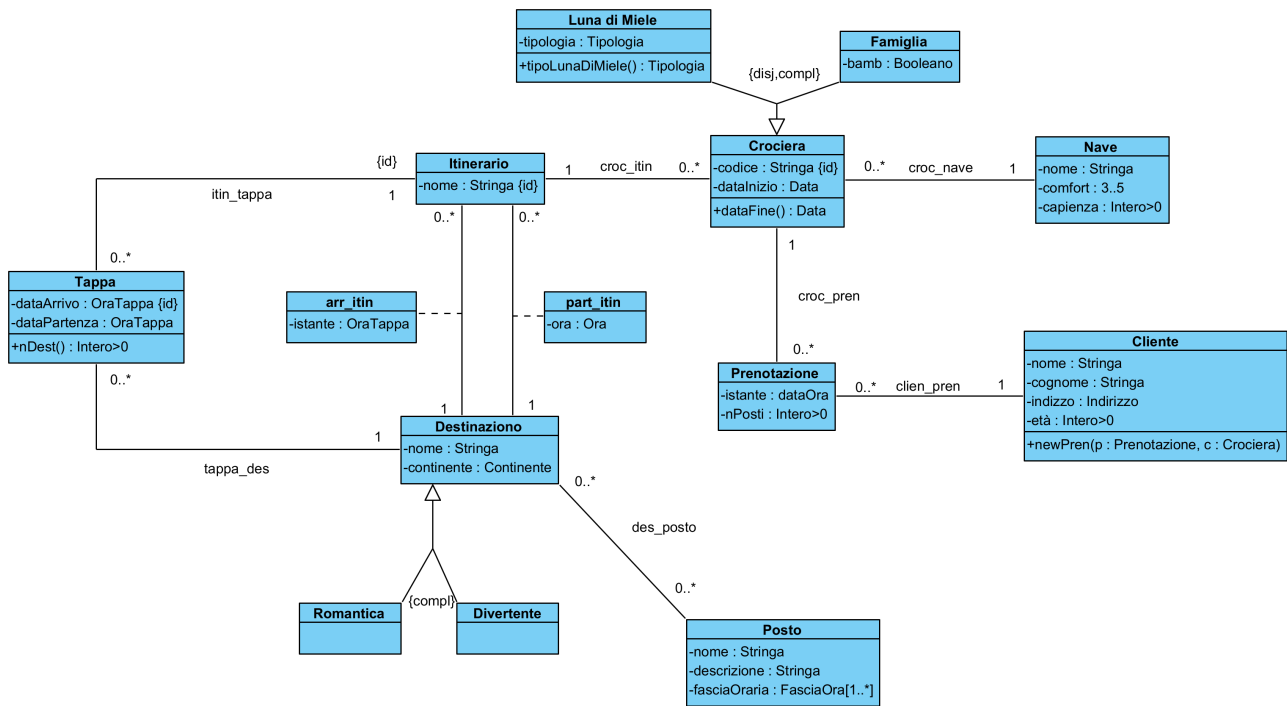 Luna di Miele
-tipologia : Tipologia
+tipoLunaDiMiele() : Tipologia
Famiglia
-bamb : Booleano
{disj,compl}
Crociera
-codice : Stringa {id}
-dataInizio : Data
+dataFine() : Data
Nave
-nome : Stringa
-comfort : 3..5
-capienza : Intero>0
0..*
croc_nave
1
Itinerario
-nome : Stringa {id}
1
croc_itin
0..*
{id}
1
itin_tappa
0..*
0..*
0..*
Tappa
-dataArrivo : OraTappa {id}
-dataPartenza : OraTappa
+nDest() : Intero>0
0..*
arr_itin
-istante : OraTappa
part_itin
-ora : Ora
1
croc_pren
0..*
Prenotazione
-istante : dataOra
-nPosti : Intero>0
0..*
clien_pren
1
Cliente
-nome : Stringa
-cognome : Stringa
-indizzo : Indirizzo
-età : Intero>0
+newPren(p : Prenotazione, c : Crociera)
1
1
1
tappa_des
Destinaziono
-nome : Stringa
-continente : Continente
0..*
des_posto
0..*
Romantica
{compl}
Divertente
Posto
-nome : Stringa
-descrizione : Stringa
-fasciaOraria : FasciaOra[1..*]